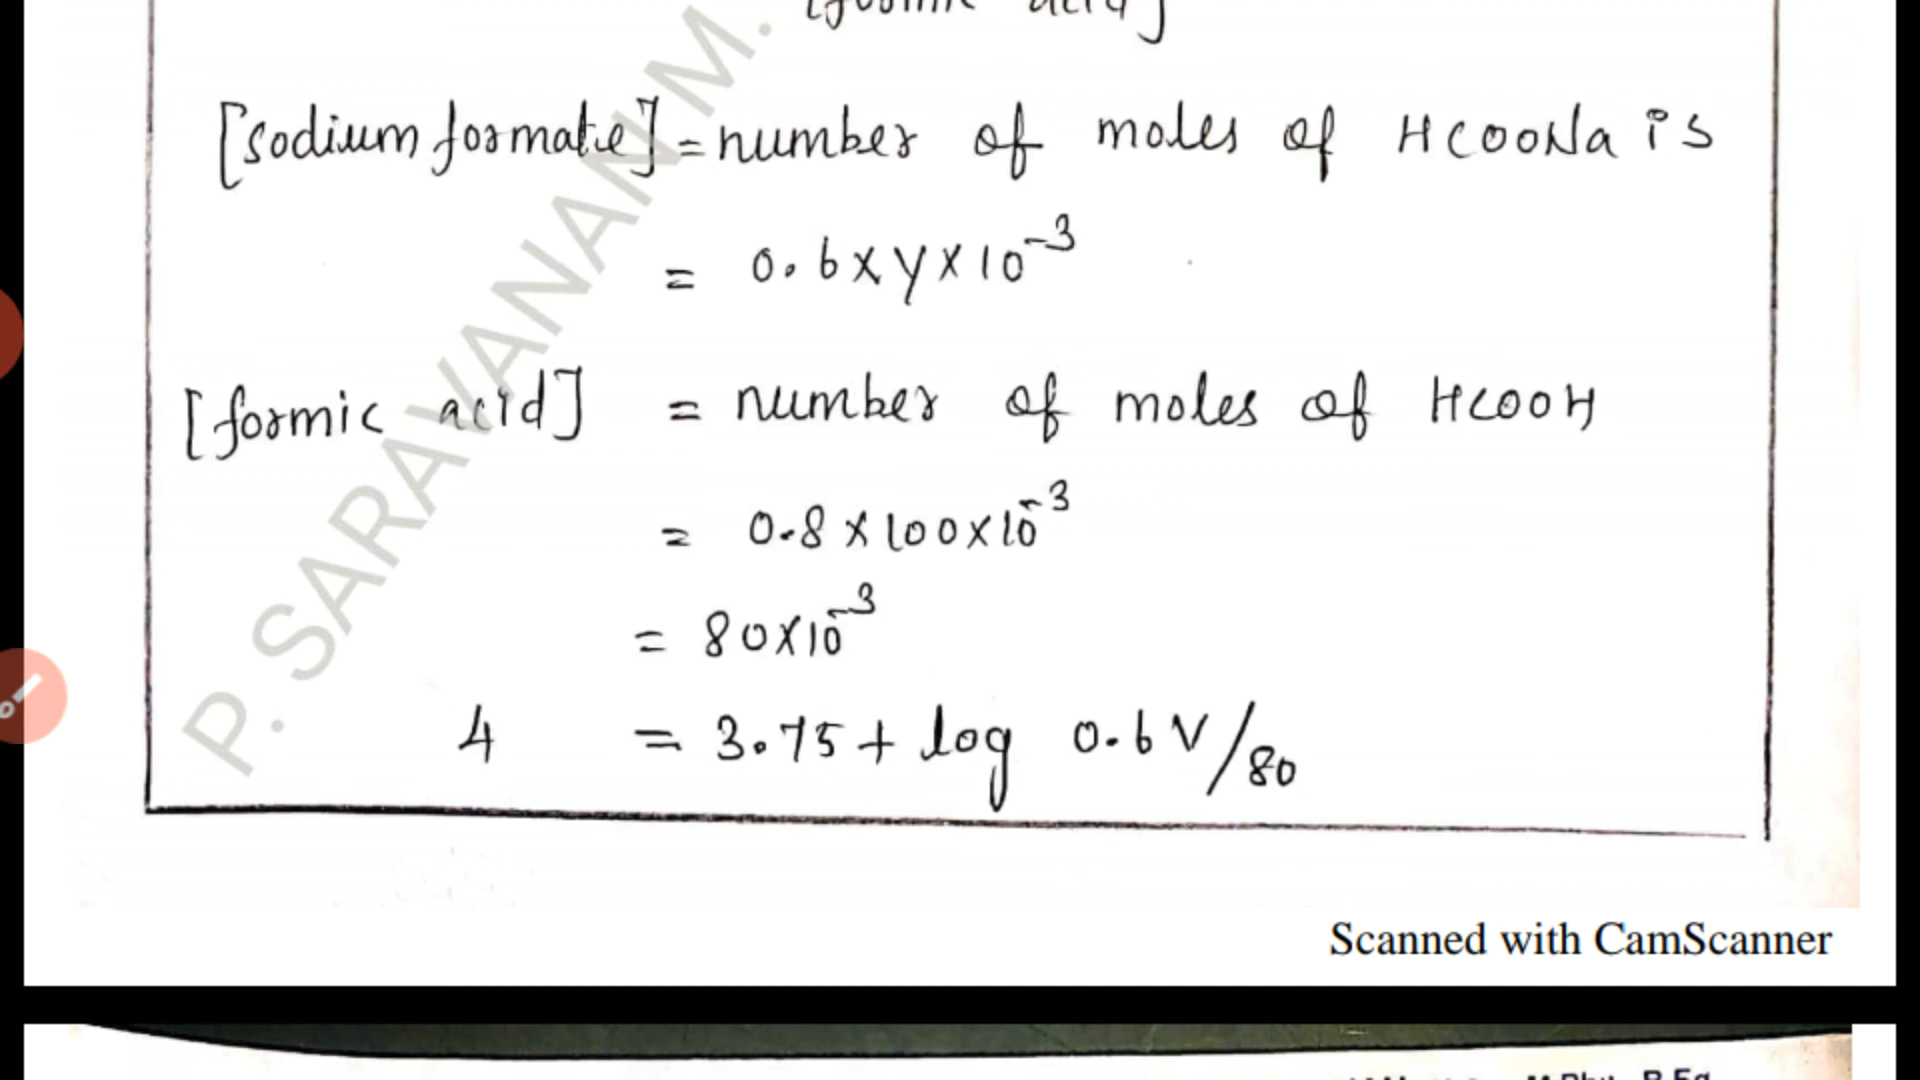 [sodium formate] = number of moles of HCOONa is
= 0.6 x y x 10⁻³
[formic acid] = number of moles of HCOOH
= 0.8 x 100 x 10⁻³
= 80 x 10⁻³
4 = 3.75 + log 0.6 V/80
P. SARAVANAN M.
Scanned with CamScanner